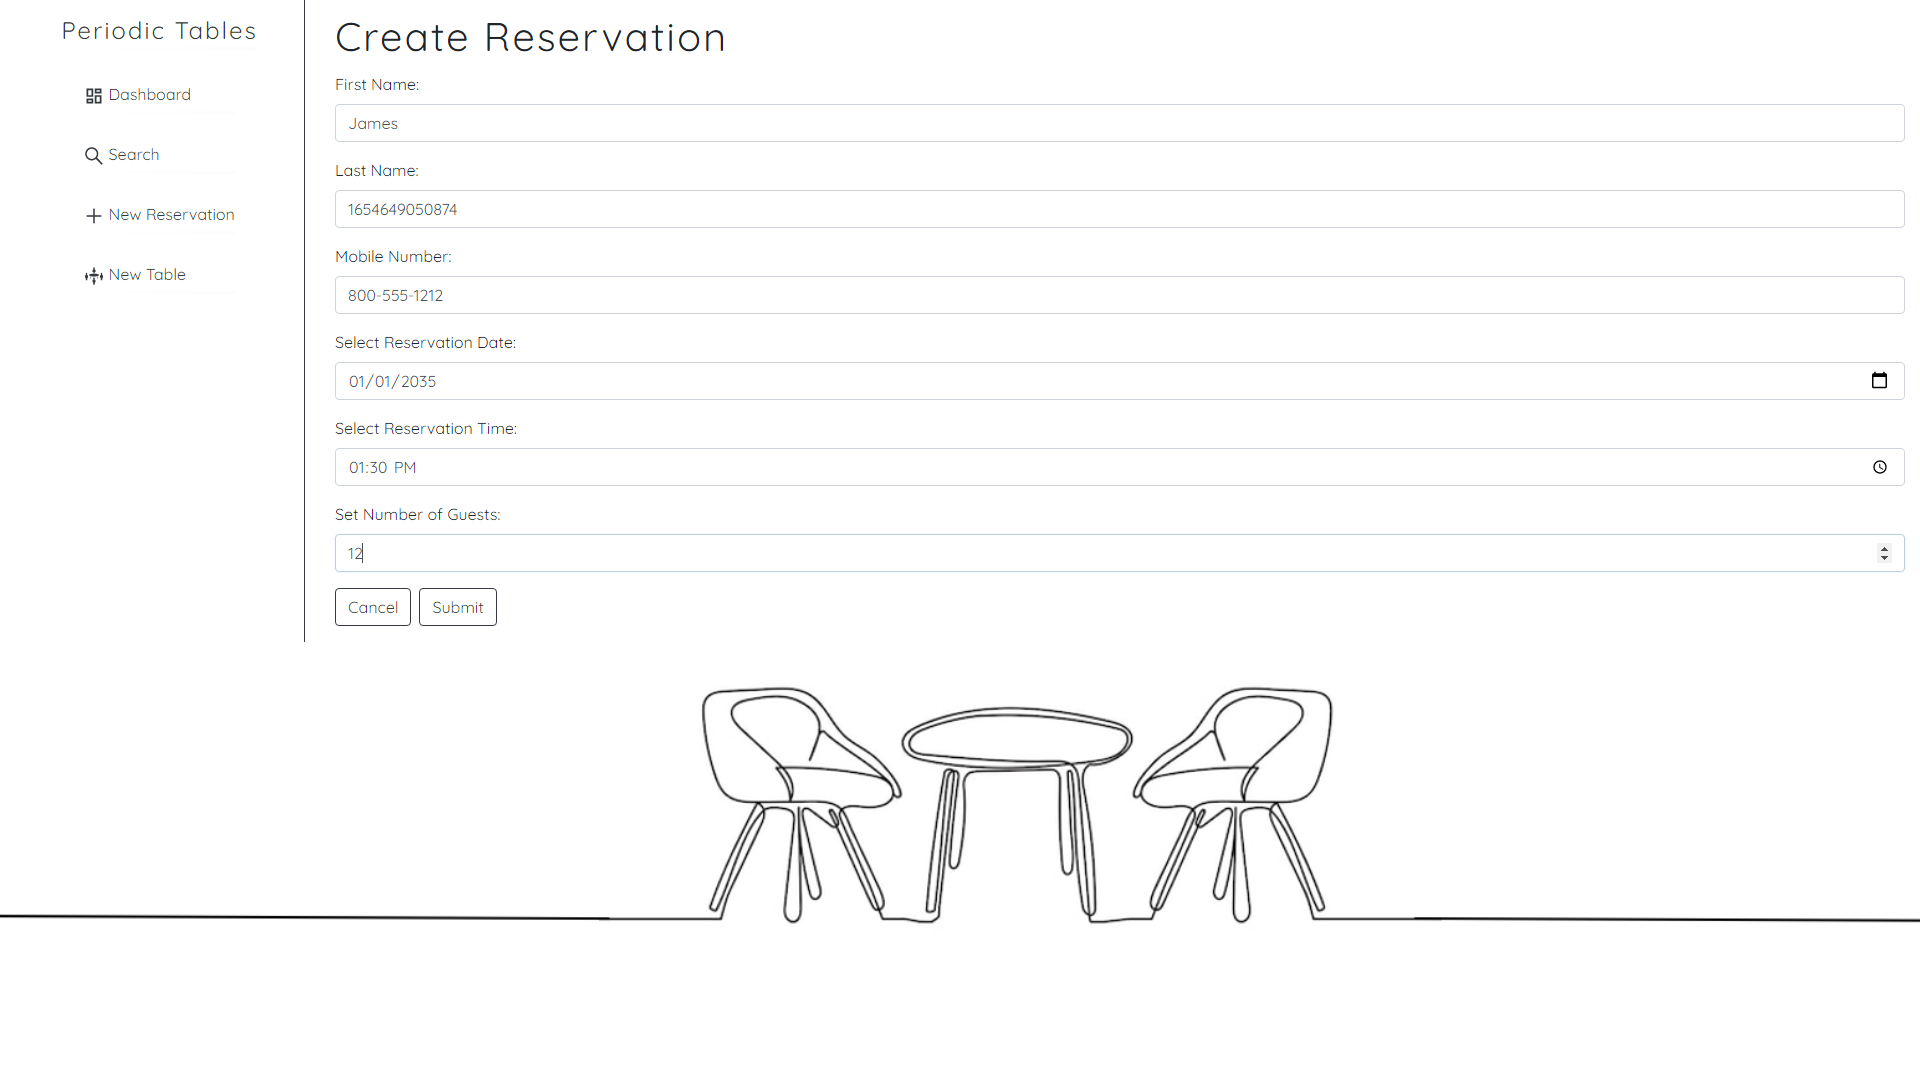 Periodic Tables
Dashboard
Search
New Reservation
New Table
Create Reservation
First Name:
James
Last Name:
1654649050874
Mobile Number:
800-555-1212
Select Reservation Date:
01/01/2035
Select Reservation Time:
01:30 PM
Set Number of Guests:
12
Cancel Submit